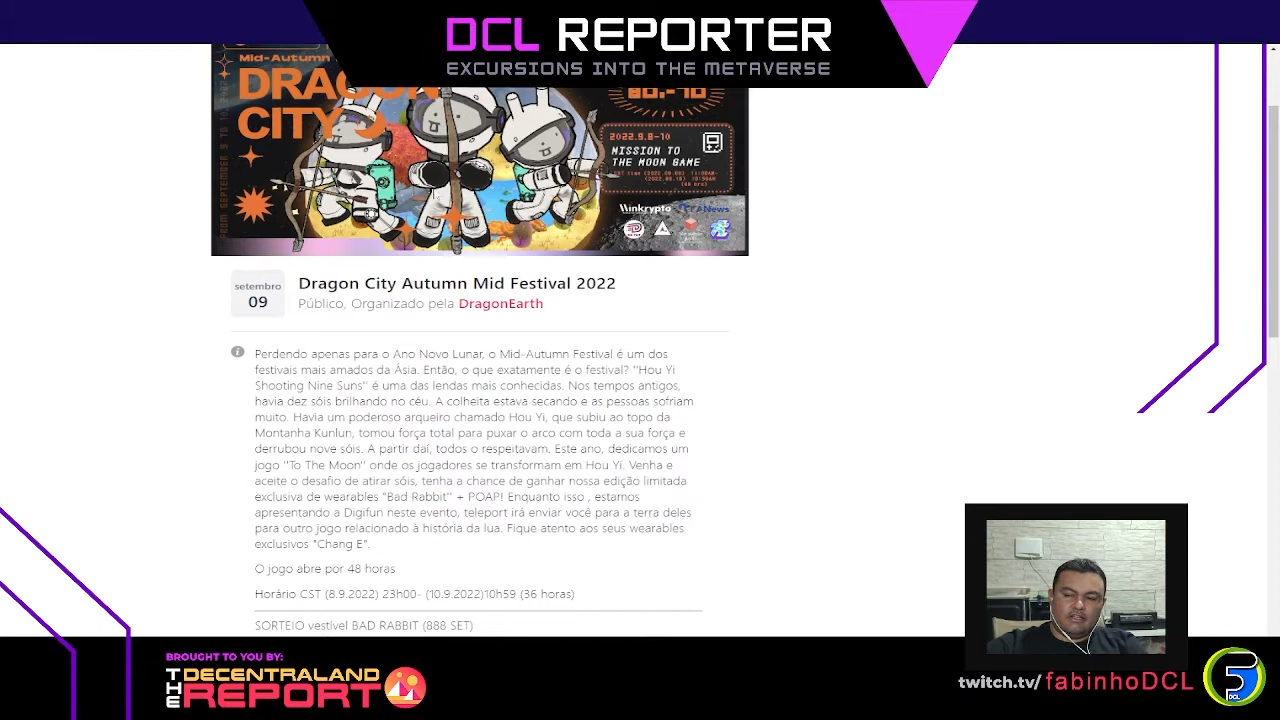 DCL REPORTER
EXCURSIONS INTO THE METAVERSE
Mid-Autumn
DRAGON
CITY
2022.9.8-10
MISSION TO
THE MOON GAME
setembro
09
Dragon City Autumn Mid Festival 2022
Público, Organizado pela DragonEarth
Perdendo apenas para o Ano Novo Lunar, o Mid-Autumn Festival é um dos
festivais mais amados da Ásia. Então, o que exatamente é o festival? "Hou Yi
Shooting Nine Suns" é uma das lendas mais conhecidas. Nos tempos antigos,
havia dez sóis brilhando no céu. A colheita estava secando e as pessoas sofriam
muito. Havia um poderoso arqueiro chamado Hou Yi, que subiu ao topo da
Montanha Kunlun, tomou força total para puxar o arco com toda a sua força e
derrubou nove sóis. A partir daí, todos o respeitavam. Este ano, dedicamos um
jogo "To The Moon" onde os jogadores se transformam em Hou Yi. Venha e
aceite o desafio de atirar sóis, tenha a chance de ganhar nossa edição limitada
exclusiva de wearables "Bad Rabbit" + POAP! Enquanto isso , estamos
apresentando a Digifun neste evento, teleport irá enviar você para a terra deles
para outro jogo relacionado à história da lua. Fique atento aos seus wearables
exclusivos "Chang E".
O jogo abre por 48 horas
Horário CST (8.9.2022) 23h00- (10.9.2022)10h59 (36 horas)
SORTEIO vestível BAD RABBIT (888 SET)
BROUGHT TO YOU BY:
THE DECENTRALAND
REPORT
twitch.tv/fabinhoDCL
DCL